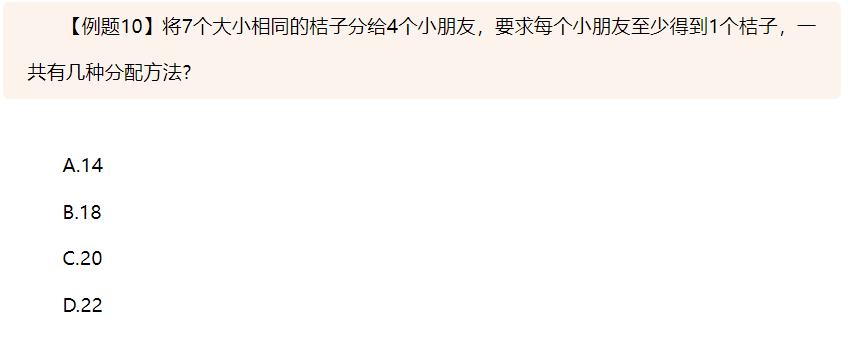 【例题10】将7个大小相同的桔子分给4个小朋友，要求每个小朋友至少得到1个桔子，一
共有几种分配方法？
A.14
B.18
C.20
D.22